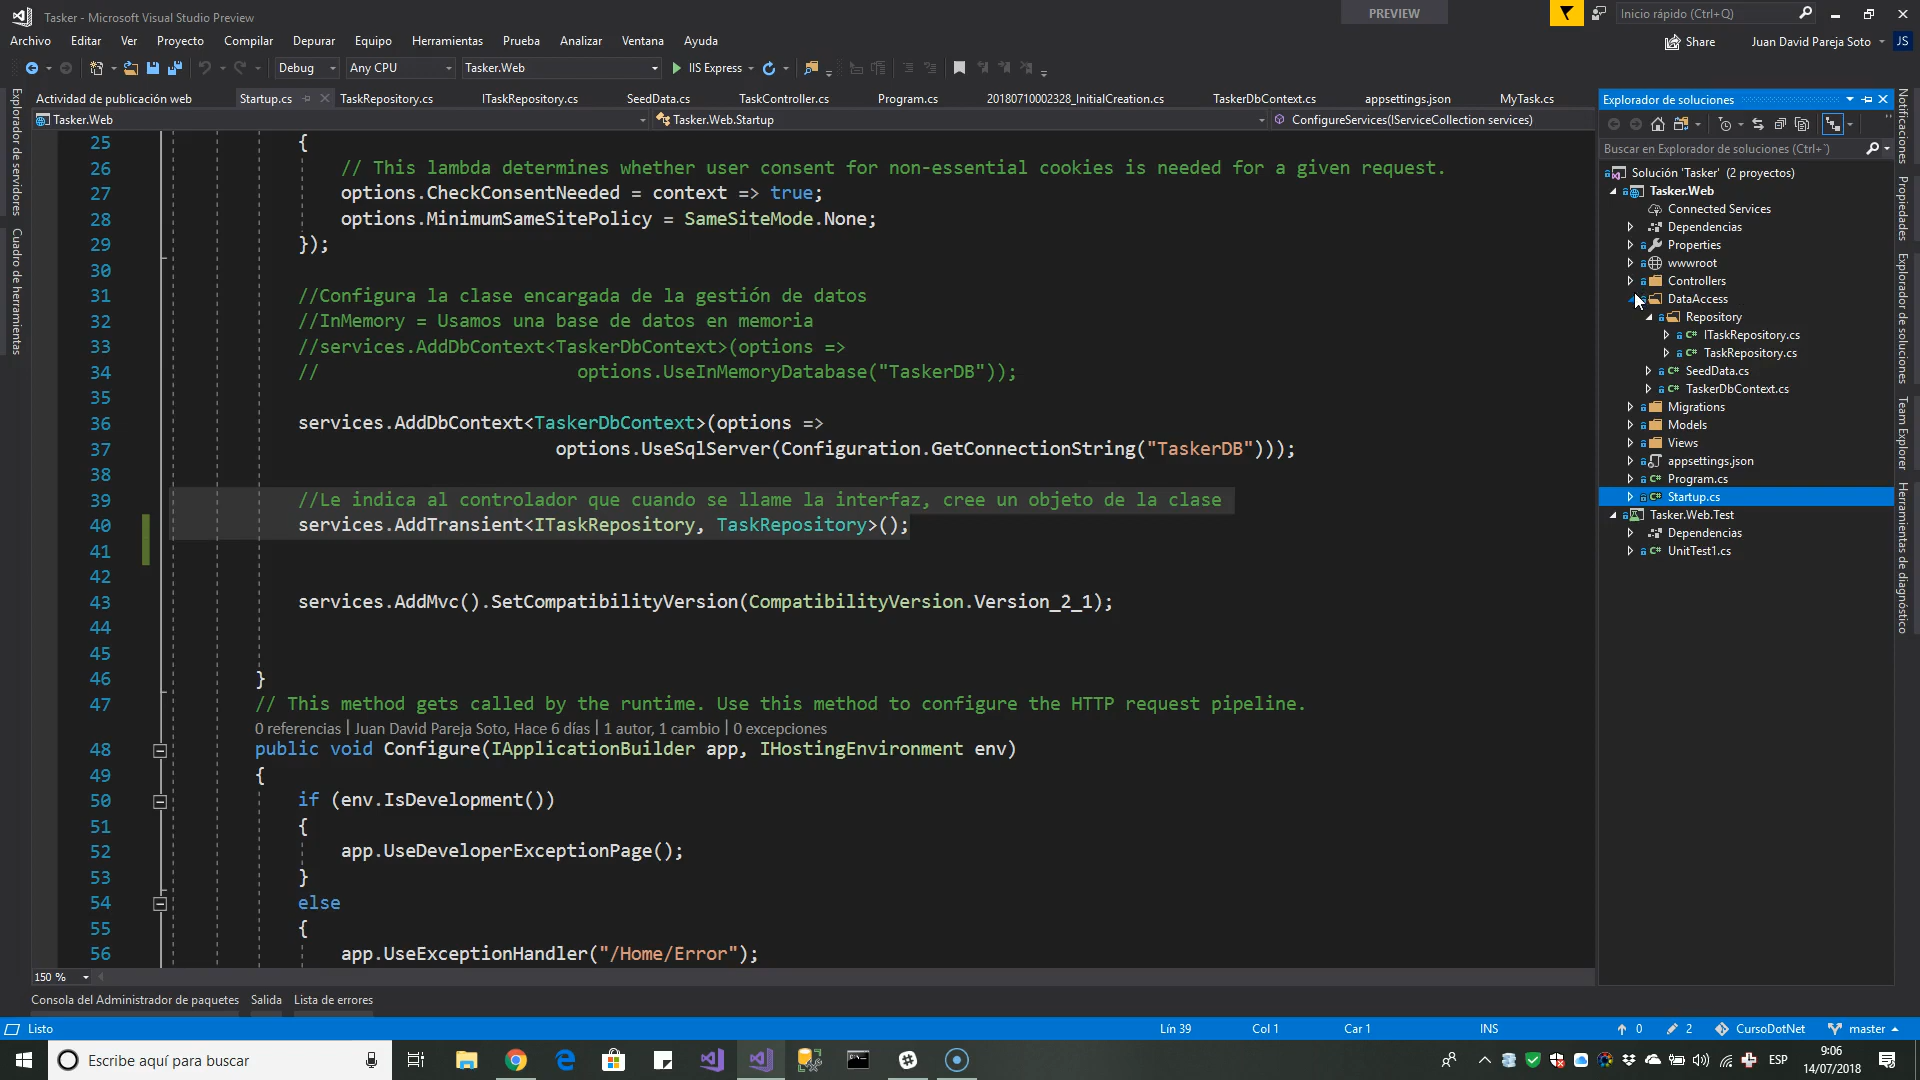 Tasker - Microsoft Visual Studio Preview
PREVIEW
Inicio rápido (Ctrl+Q)
Archivo Editar Ver Proyecto Compilar Depurar Equipo Herramientas Prueba Analizar Ventana Ayuda
Share Juan David Pareja Soto JS
Debug Any CPU Tasker.Web IIS Express
Actividad de publicación web Startup.cs TaskRepository.cs ITaskRepository.cs SeedData.cs TaskController.cs Program.cs 20180710002328_InitialCreation.cs TaskerDbContext.cs appsettings.json MyTask.cs
Tasker.Web Tasker.Web.Startup ConfigureServices(IServiceCollection services)
Explorador de servidores
Cuadro de herramientas
25 {
26 // This lambda determines whether user consent for non-essential cookies is needed for a given request.
27 options.CheckConsentNeeded = context => true;
28 options.MinimumSameSitePolicy = SameSiteMode.None;
29 });
30
31 //Configura la clase encargada de la gestión de datos
32 //InMemory = Usamos una base de datos en memoria
33 //services.AddDbContext<TaskerDbContext>(options =>
34 // options.UseInMemoryDatabase("TaskerDB"));
35
36 services.AddDbContext<TaskerDbContext>(options =>
37 options.UseSqlServer(Configuration.GetConnectionString("TaskerDB")));
38
39 //Le indica al controlador que cuando se llame la interfaz, cree un objeto de la clase
40 services.AddTransient<ITaskRepository, TaskRepository>();
41
42
43 services.AddMvc().SetCompatibilityVersion(CompatibilityVersion.Version_2_1);
44
45
46 }
47 // This method gets called by the runtime. Use this method to configure the HTTP request pipeline.
0 referencias | Juan David Pareja Soto, Hace 6 días | 1 autor, 1 cambio | 0 excepciones
48 public void Configure(IApplicationBuilder app, IHostingEnvironment env)
49 {
50 if (env.IsDevelopment())
51 {
52 app.UseDeveloperExceptionPage();
53 }
54 else
55 {
56 app.UseExceptionHandler("/Home/Error");
150 %
Explorador de soluciones
Buscar en Explorador de soluciones (Ctrl+`)
Solución 'Tasker' (2 proyectos)
Tasker.Web
Connected Services
Dependencias
Properties
wwwroot
Controllers
DataAccess
Repository
ITaskRepository.cs
TaskRepository.cs
SeedData.cs
TaskerDbContext.cs
Migrations
Models
Views
appsettings.json
Program.cs
Startup.cs
Tasker.Web.Test
Dependencias
UnitTest1.cs
Notificaciones
Propiedades
Explorador de soluciones
Team Explorer
Herramientas de diagnóstico
Consola del Administrador de paquetes Salida Lista de errores
Listo Lín 39 Col 1 Car 1 INS 0 2 CursoDotNet master
Escribe aquí para buscar
ESP
9:06
14/07/2018